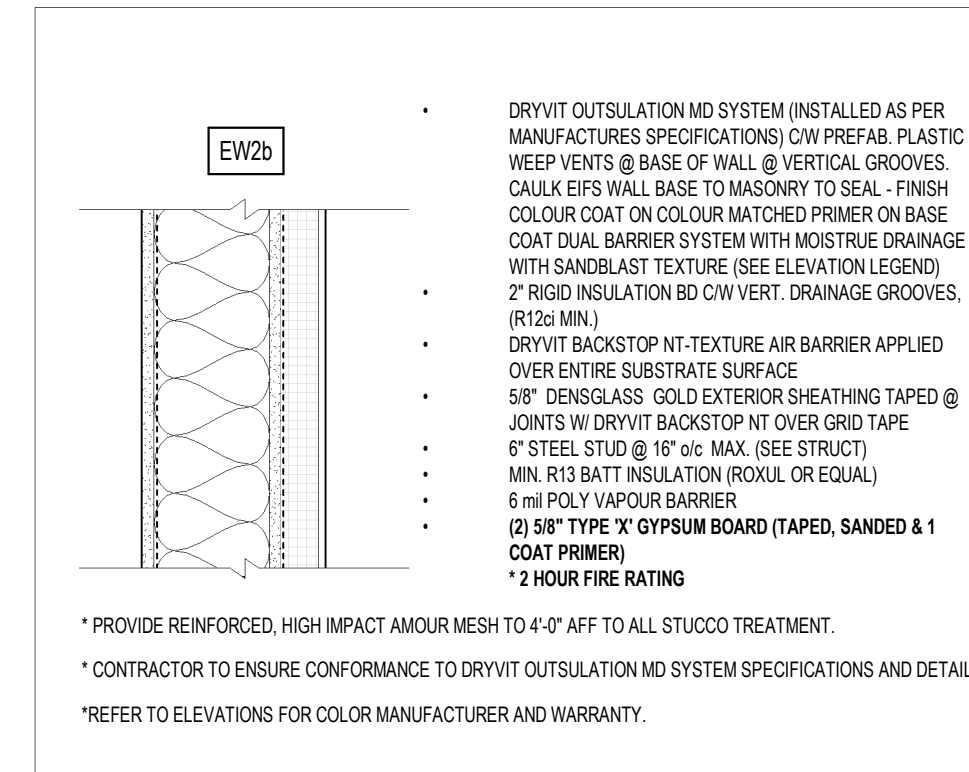 EW2b
• DRYVIT OUTSULATION MD SYSTEM (INSTALLED AS PER
MANUFACTURES SPECIFICATIONS) C/W PREFAB. PLASTIC
WEEP VENTS @ BASE OF WALL @ VERTICAL GROOVES.
CAULK EIFS WALL BASE TO MASONRY TO SEAL - FINISH
COLOUR COAT ON COLOUR MATCHED PRIMER ON BASE
COAT DUAL BARRIER SYSTEM WITH MOISTRUE DRAINAGE
WITH SANDBLAST TEXTURE (SEE ELEVATION LEGEND)
• 2" RIGID INSULATION BD C/W VERT. DRAINAGE GROOVES,
(R12ci MIN.)
• DRYVIT BACKSTOP NT-TEXTURE AIR BARRIER APPLIED
OVER ENTIRE SUBSTRATE SURFACE
• 5/8" DENSGLASS GOLD EXTERIOR SHEATHING TAPED @
JOINTS W/ DRYVIT BACKSTOP NT OVER GRID TAPE
• 6" STEEL STUD @ 16" o/c MAX. (SEE STRUCT)
• MIN. R13 BATT INSULATION (ROXUL OR EQUAL)
• 6 mil POLY VAPOUR BARRIER
• (2) 5/8" TYPE 'X' GYPSUM BOARD (TAPED, SANDED & 1
COAT PRIMER)
* 2 HOUR FIRE RATING
* PROVIDE REINFORCED, HIGH IMPACT AMOUR MESH TO 4'-0" AFF TO ALL STUCCO TREATMENT.
* CONTRACTOR TO ENSURE CONFORMANCE TO DRYVIT OUTSULATION MD SYSTEM SPECIFICATIONS AND DETAIL
*REFER TO ELEVATIONS FOR COLOR MANUFACTURER AND WARRANTY.